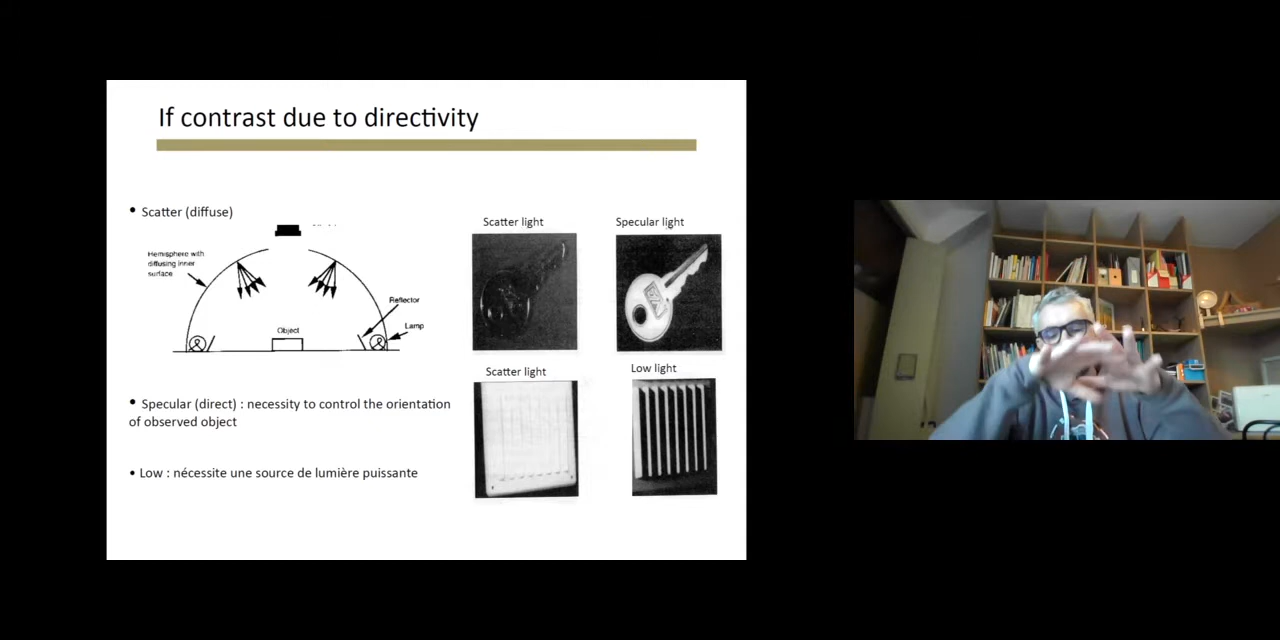 If contrast due to directivity
• Scatter (diffuse)
Hemisphere with
diffusing inner
surface
Reflector
Lamp
Object
Scatter light
Specular light
Scatter light
Low light
• Specular (direct) : necessity to control the orientation
of observed object
• Low : nécessite une source de lumière puissante